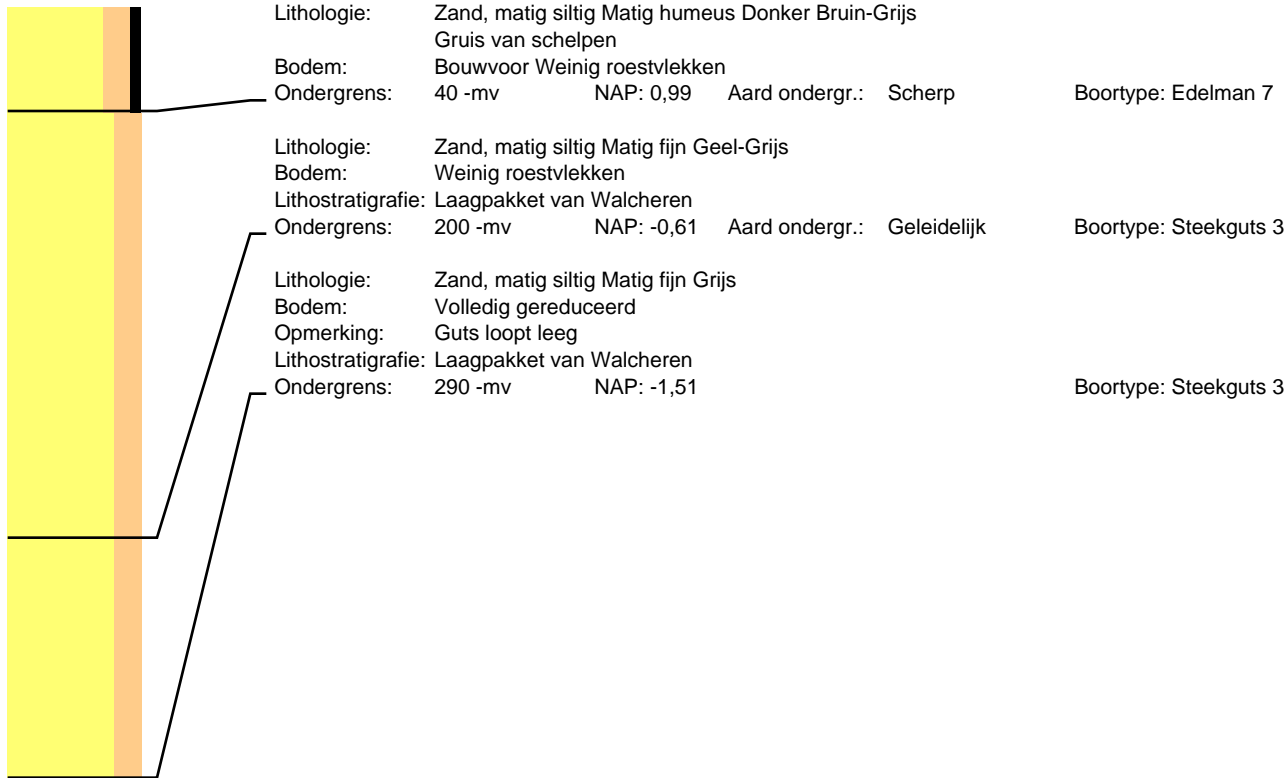 Lithologie: Zand, matig siltig Matig humeus Donker Bruin-Grijs
Gruis van schelpen
Bodem: Bouwvoor Weinig roestvlekken
Ondergrens: 40 -mv NAP: 0,99 Aard ondergr.: Scherp Boortype: Edelman 7
Lithologie: Zand, matig siltig Matig fijn Geel-Grijs
Bodem: Weinig roestvlekken
Lithostratigrafie: Laagpakket van Walcheren
Ondergrens: 200 -mv NAP: -0,61 Aard ondergr.: Geleidelijk Boortype: Steekguts 3
Lithologie: Zand, matig siltig Matig fijn Grijs
Bodem: Volledig gereduceerd
Opmerking: Guts loopt leeg
Lithostratigrafie: Laagpakket van Walcheren
Ondergrens: 290 -mv NAP: -1,51 Boortype: Steekguts 3